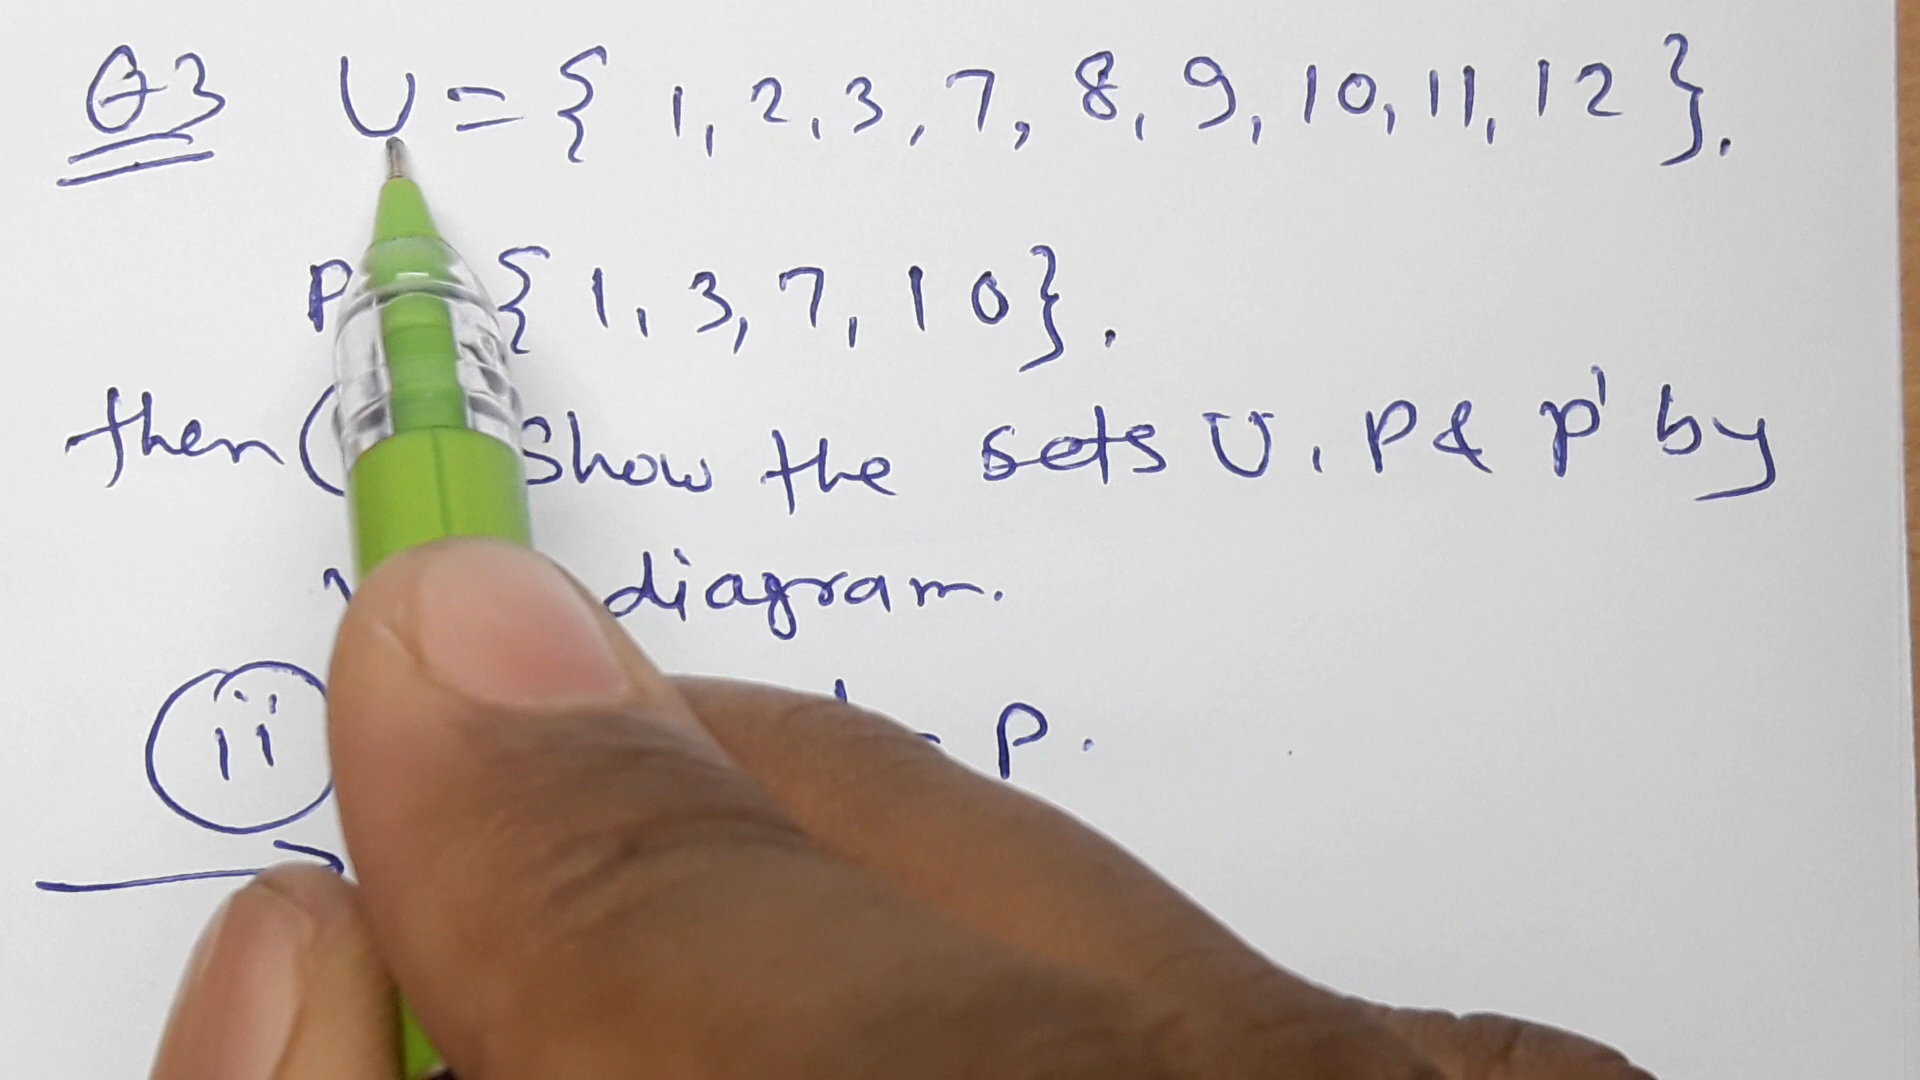 Q3 U = { 1, 2, 3, 7, 8, 9, 10, 11, 12 }.
P { 1, 3, 7, 10 }.
then ( Show the sets U, P & P' by
diagram.
ii P.